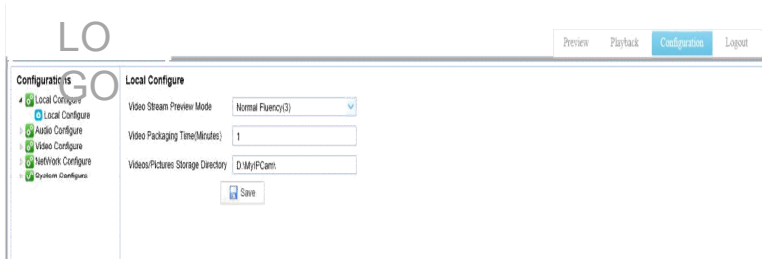 LO
GO
Preview Playback Configuration Logout
Configurations
Local Configure
Local Configure
Audio Configure
Video Configure
NetWork Configure
System Configure
Local Configure
Video Stream Preview Mode Normal Fluency(3)
Video Packaging Time(Minutes) 1
Videos/Pictures Storage Directory D:\MyIPCam\
Save